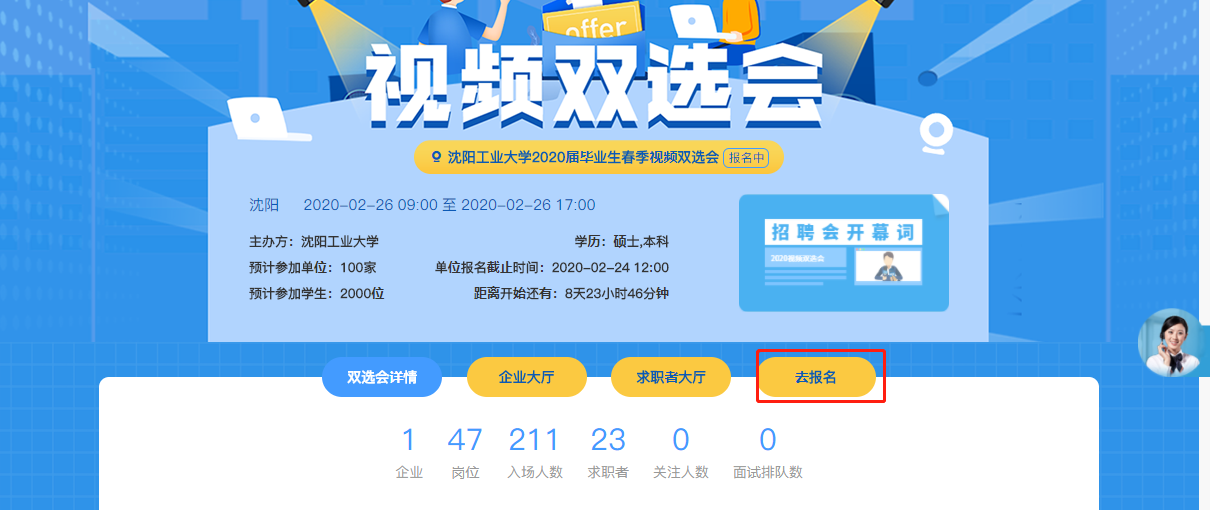 offer
视频双选会
沈阳工业大学2020届毕业生春季视频双选会 报名中
沈阳 2020-02-26 09:00 至 2020-02-26 17:00
主办方：沈阳工业大学 学历：硕士,本科
预计参加单位：100家 单位报名截止时间：2020-02-24 12:00
预计参加学生：2000位 距离开始还有：8天23小时46分钟
招聘会开幕词
2020视频双选会
双选会详情 企业大厅 求职者大厅 去报名
1 47 211 23 0 0
企业 岗位 入场人数 求职者 关注人数 面试排队数